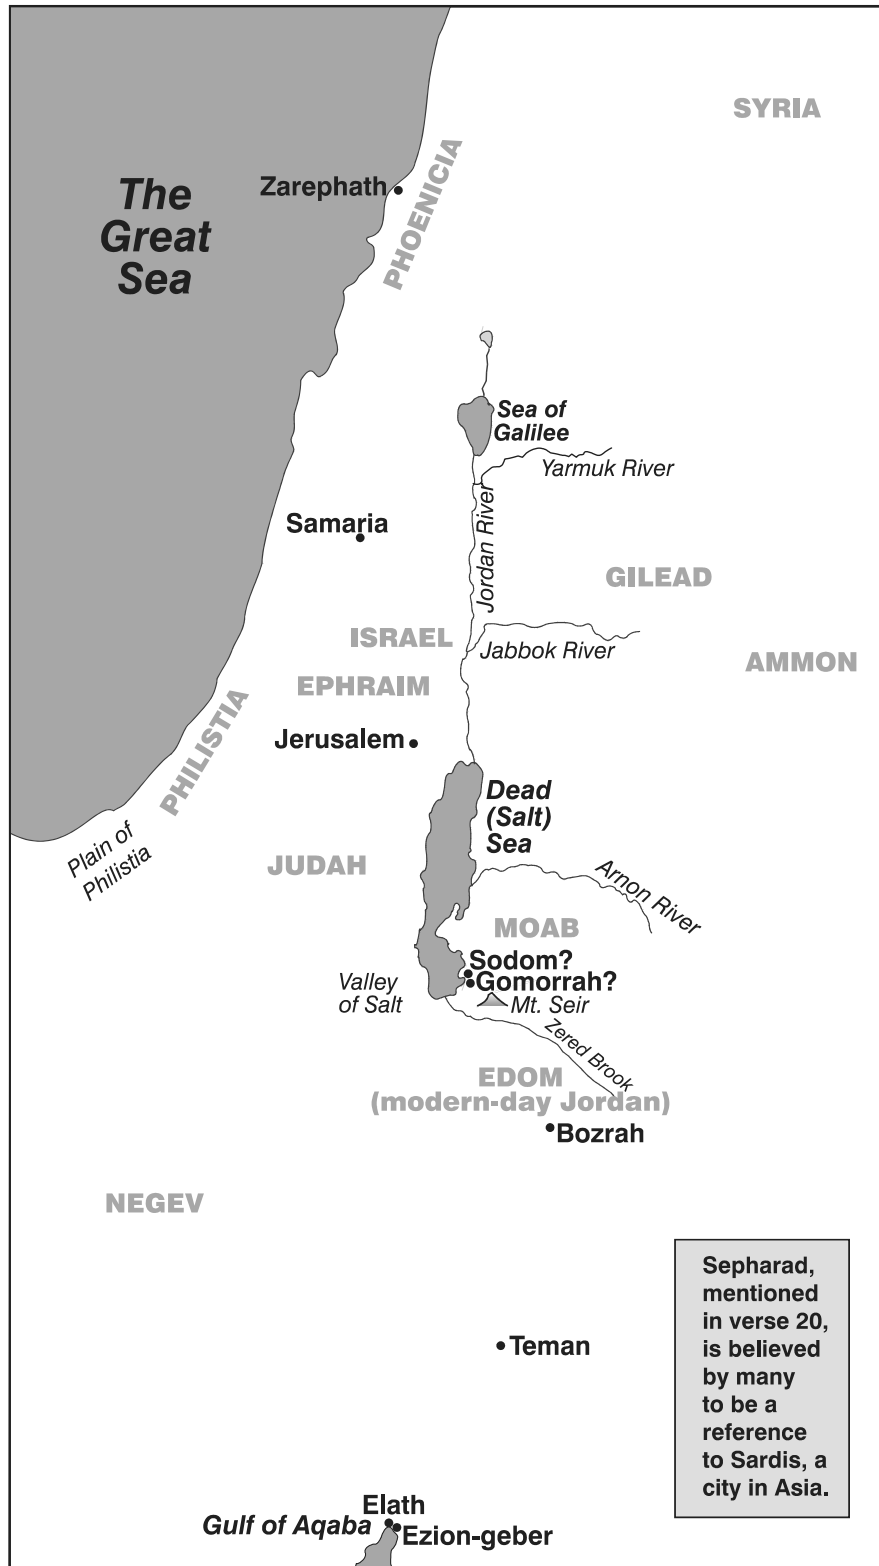 SYRIA
PHOENICIA
Zarephath
The
Great
Sea
Sea of
Galilee
Yarmuk River
Jordan River
Samaria
GILEAD
ISRAEL
Jabbok River
AMMON
EPHRAIM
PHILISTIA
Jerusalem
Dead
(Salt)
Sea
Plain of
Philistia
JUDAH
Arnon River
MOAB
Sodom?
Gomorrah?
Valley
of Salt
Mt. Seir
Zered Brook
EDOM
(modern-day Jordan)
Bozrah
NEGEV
Sepharad,
mentioned
in verse 20,
is believed
by many
to be a
reference
to Sardis, a
city in Asia.
Teman
Elath
Gulf of Aqaba
Ezion-geber